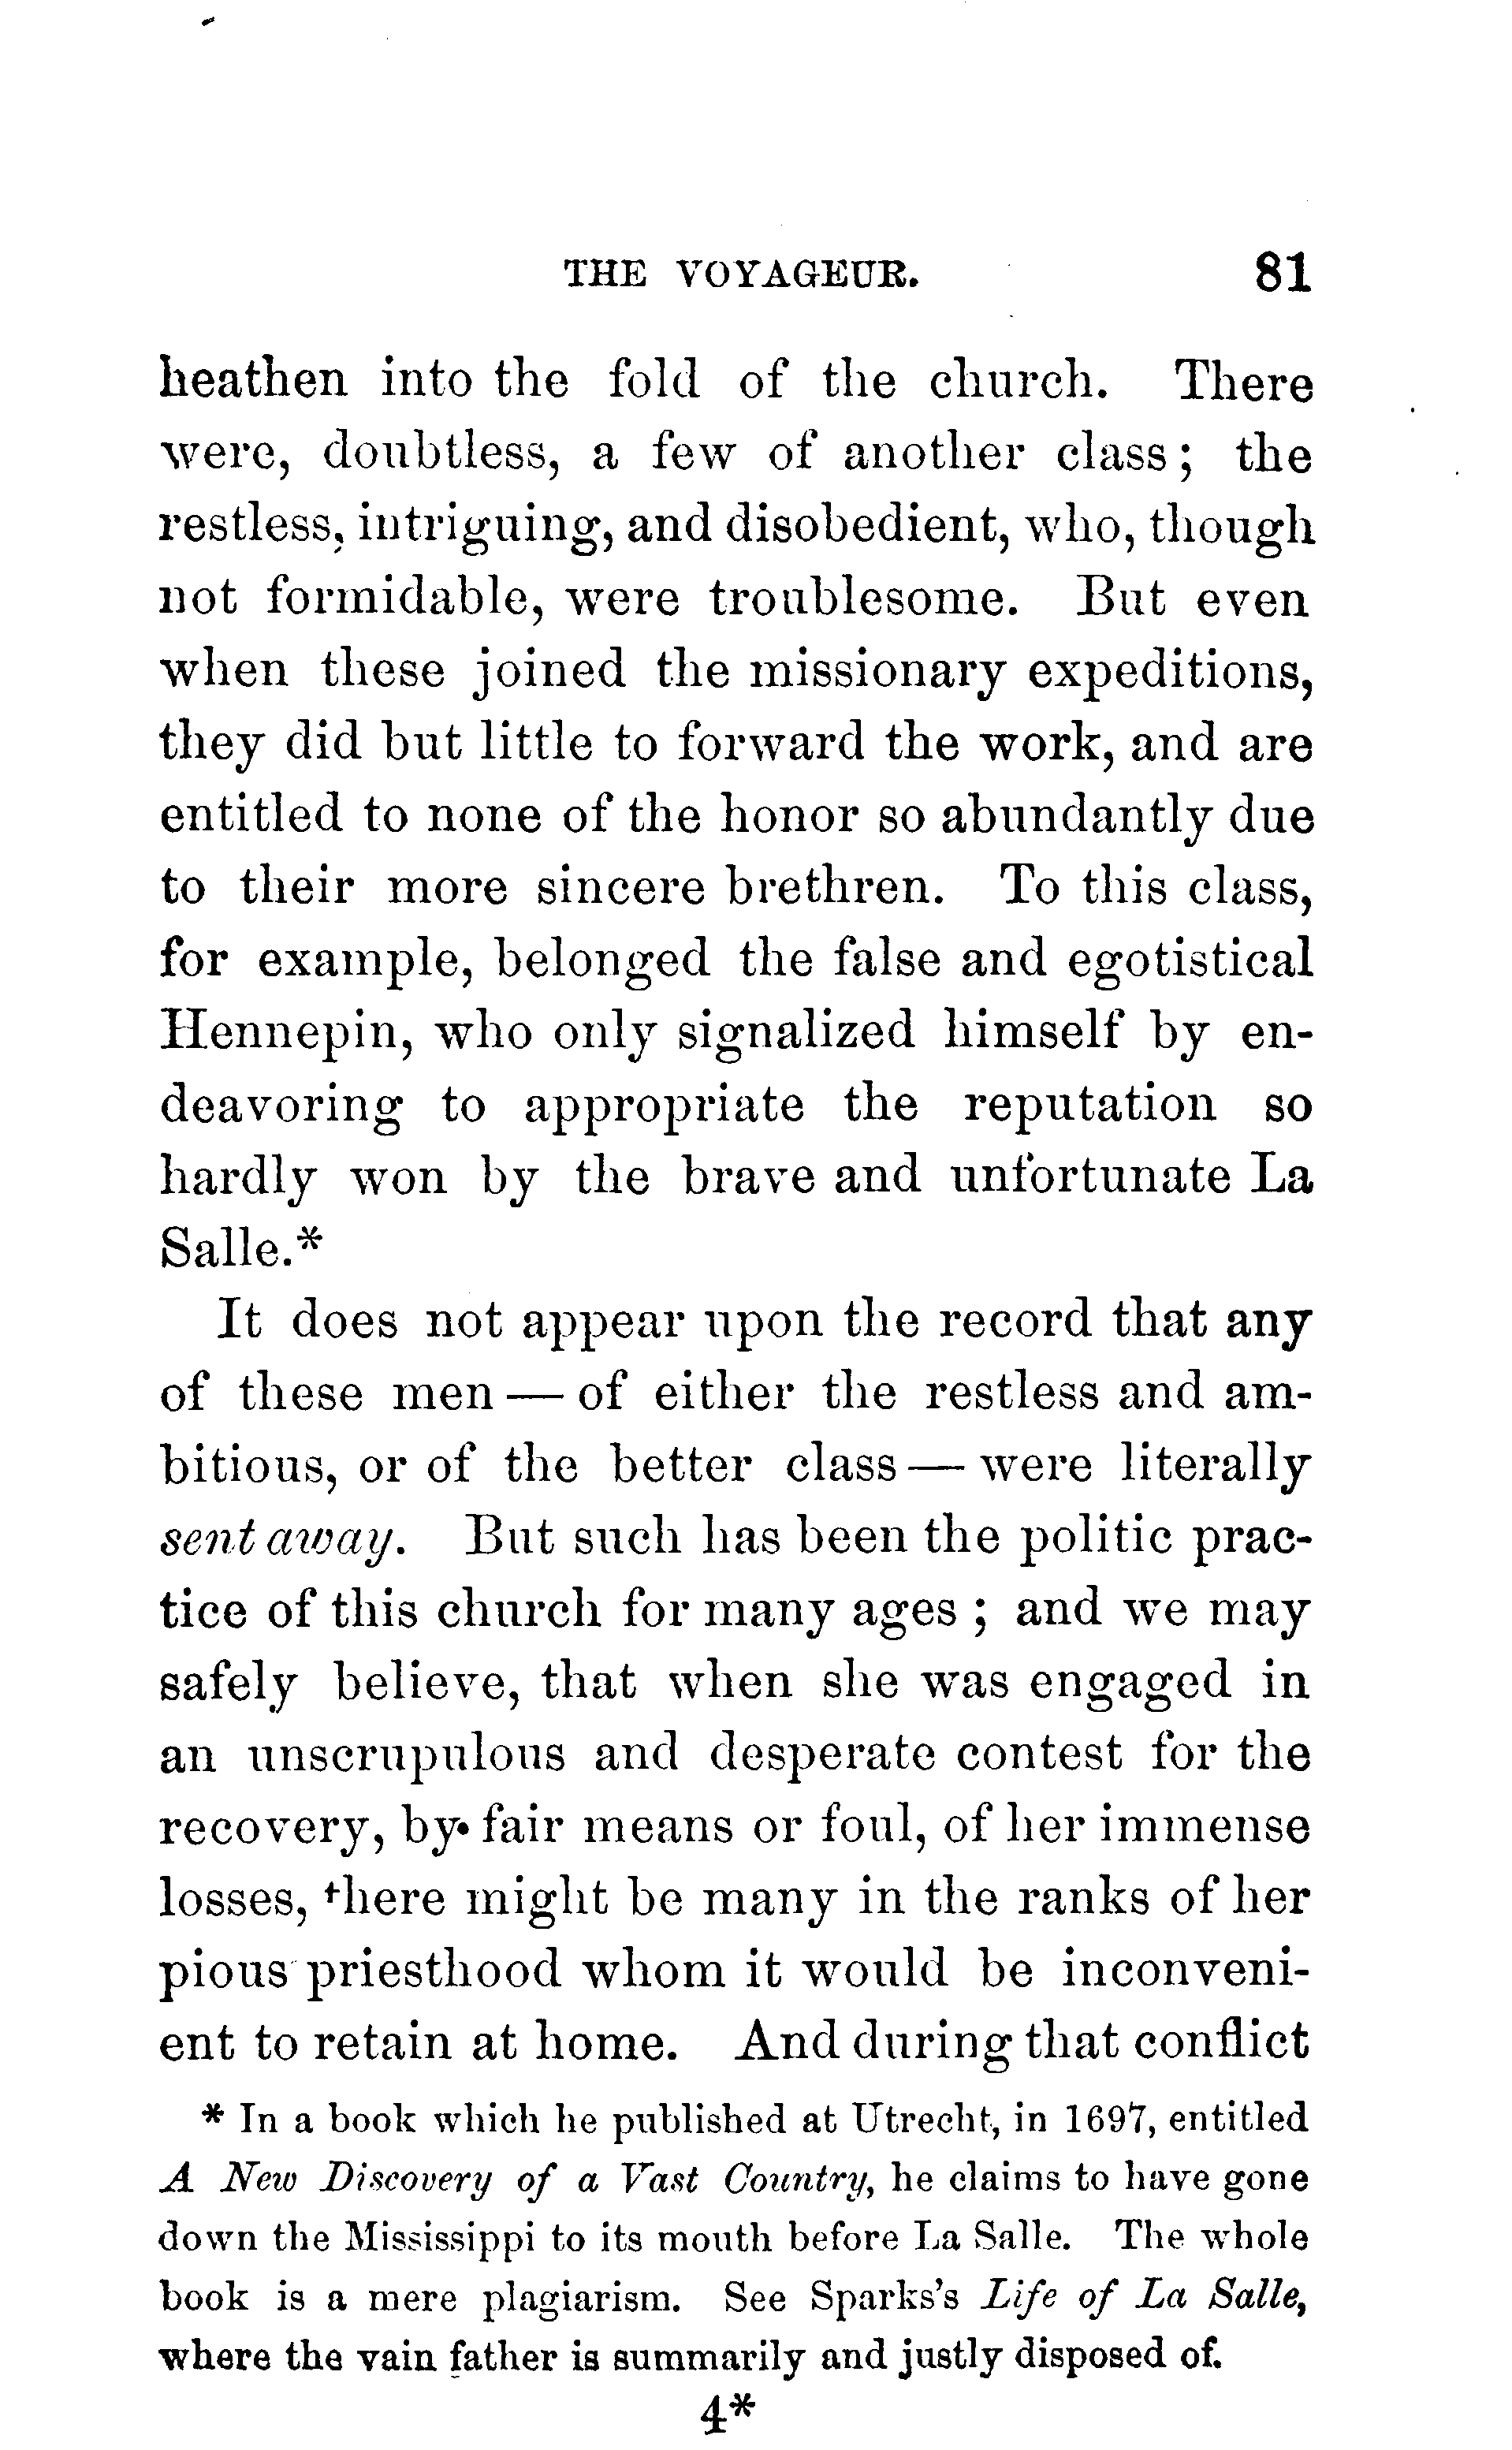 THE VOYAGEUR. 81
heathen into the fold of the church. There
were, doubtless, a few of another class; the
restless, intriguing, and disobedient, who, though
not formidable, were troublesome. But even
when these joined the missionary expeditions,
they did but little to forward the work, and are
entitled to none of the honor so abundantly due
to their more sincere brethren. To this class,
for example, belonged the false and egotistical
Hennepin, who only signalized himself by en-
deavoring to appropriate the reputation so
hardly won by the brave and unfortunate La
Salle.*
It does not appear upon the record that any
of these men — of either the restless and am-
bitious, or of the better class — were literally
sent away. But such has been the politic prac-
tice of this church for many ages; and we may
safely believe, that when she was engaged in
an unscrupulous and desperate contest for the
recovery, by fair means or foul, of her immense
losses, there might be many in the ranks of her
pious priesthood whom it would be inconveni-
ent to retain at home. And during that conflict
* In a book which he published at Utrecht, in 1697, entitled
A New Discovery of a Vast Country, he claims to have gone
down the Mississippi to its mouth before La Salle. The whole
book is a mere plagiarism. See Sparks's Life of La Salle,
where the vain father is summarily and justly disposed of.
4*